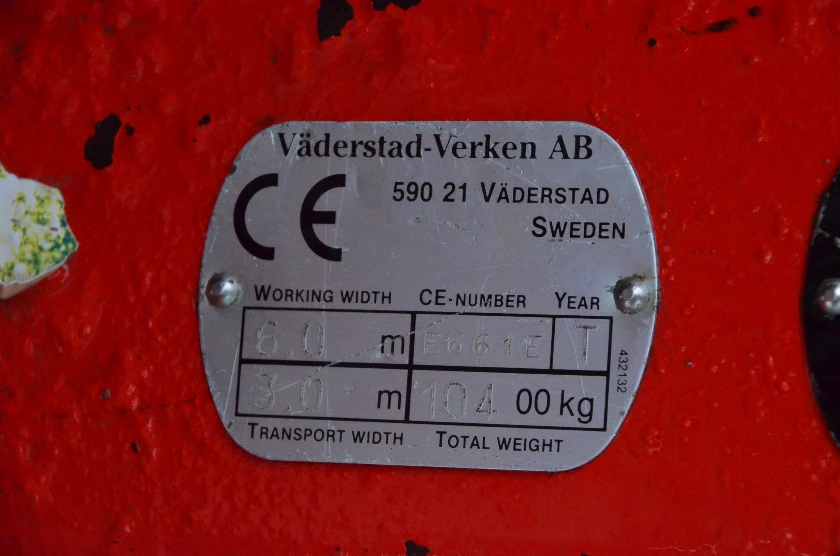 Väderstad-Verken AB
CE 590 21 VÄDERSTAD
SWEDEN
WORKING WIDTH CE-NUMBER YEAR
6.0 m E661E T
3.0 m 104 00 kg
432132
TRANSPORT WIDTH TOTAL WEIGHT